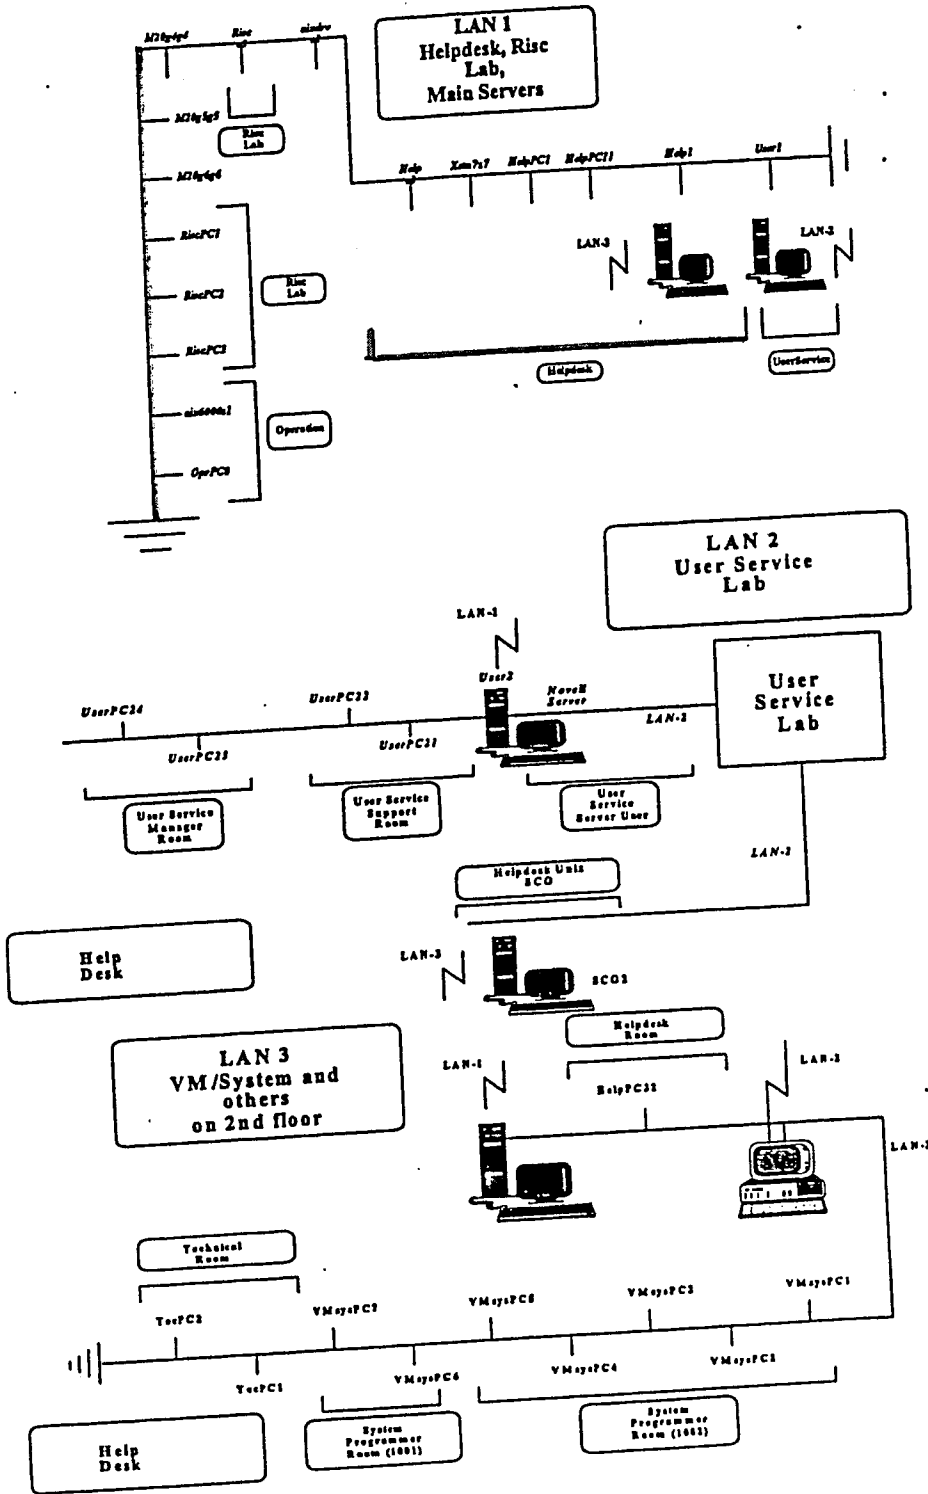 LAN 1
Helpdesk, Risc
Lab,
Main Servers
Risc
Risc
Lab
Help
HelpPC1
HelpPC11
Help1
User1
RiscPC1
RiscPC2
RiscPC3
Risc
Lab
LAN-3
LAN-2
Helpdesk
UserService
Operation
OprPC8
LAN 2
User Service
Lab
LAN-1
User2
Novell
Server
LAN-2
User
Service
Lab
UserPC24
UserPC23
UserPC22
UserPC21
User Service
Manager
Room
User Service
Support
Room
User
Service
Server User
LAN-2
Helpdesk Unix
SCO
Help
Desk
LAN-3
SCO2
Helpdesk
Room
LAN 3
VM/System and
others
on 2nd floor
LAN-1
HelpPC32
LAN-2
Technical
Room
TecPC2
VMsysPC7
VMsysPC5
VMsysPC3
VMsysPC1
TecPC1
VMsysPC6
VMsysPC4
VMsysPC2
System
Programmer
Room (1001)
System
Programmer
Room (1002)
Help
Desk